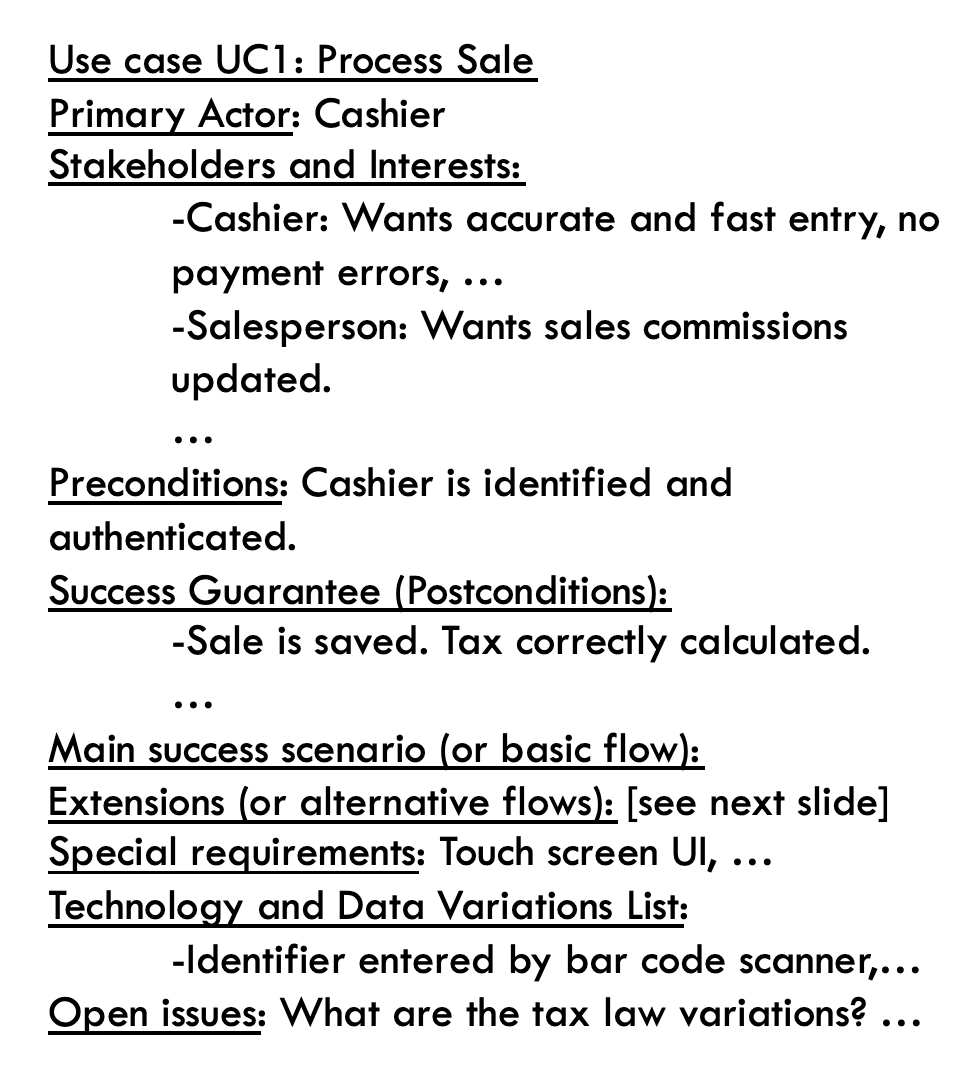 Use case UC1: Process Sale
Primary Actor: Cashier
Stakeholders and Interests:
-Cashier: Wants accurate and fast entry, no
payment errors, …
-Salesperson: Wants sales commissions
updated.
…
Preconditions: Cashier is identified and
authenticated.
Success Guarantee (Postconditions):
-Sale is saved. Tax correctly calculated.
…
Main success scenario (or basic flow):
Extensions (or alternative flows): [see next slide]
Special requirements: Touch screen UI, …
Technology and Data Variations List:
-Identifier entered by bar code scanner,…
Open issues: What are the tax law variations? …